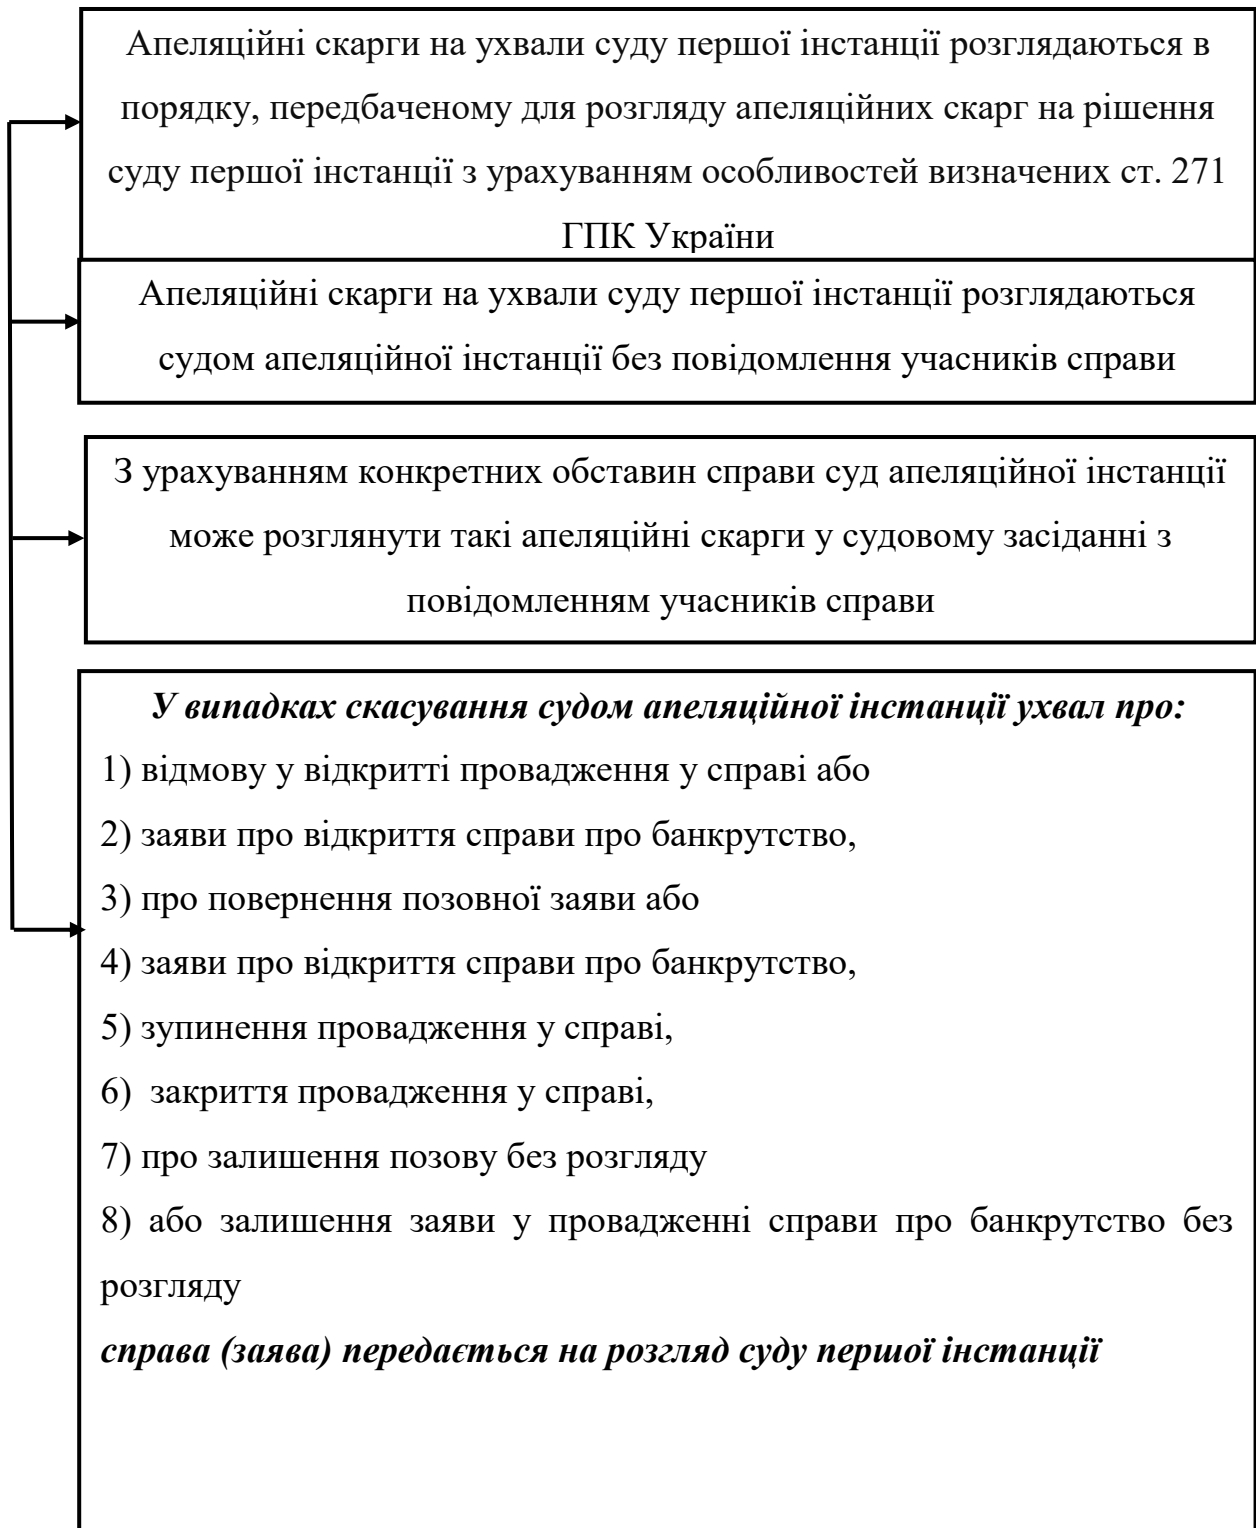 Апеляційні скарги на ухвали суду першої інстанції розглядаються в
порядку, передбаченому для розгляду апеляційних скарг на рішення
суду першої інстанції з урахуванням особливостей визначених ст. 271
ГПК України
Апеляційні скарги на ухвали суду першої інстанції розглядаються
судом апеляційної інстанції без повідомлення учасників справи
З урахуванням конкретних обставин справи суд апеляційної інстанції
може розглянути такі апеляційні скарги у судовому засіданні з
повідомленням учасників справи
У випадках скасування судом апеляційної інстанції ухвал про:
1) відмову у відкритті провадження у справі або
2) заяви про відкриття справи про банкрутство,
3) про повернення позовної заяви або
4) заяви про відкриття справи про банкрутство,
5) зупинення провадження у справі,
6) закриття провадження у справі,
7) про залишення позову без розгляду
8) або залишення заяви у провадженні справи про банкрутство без
розгляду
справа (заява) передається на розгляд суду першої інстанції